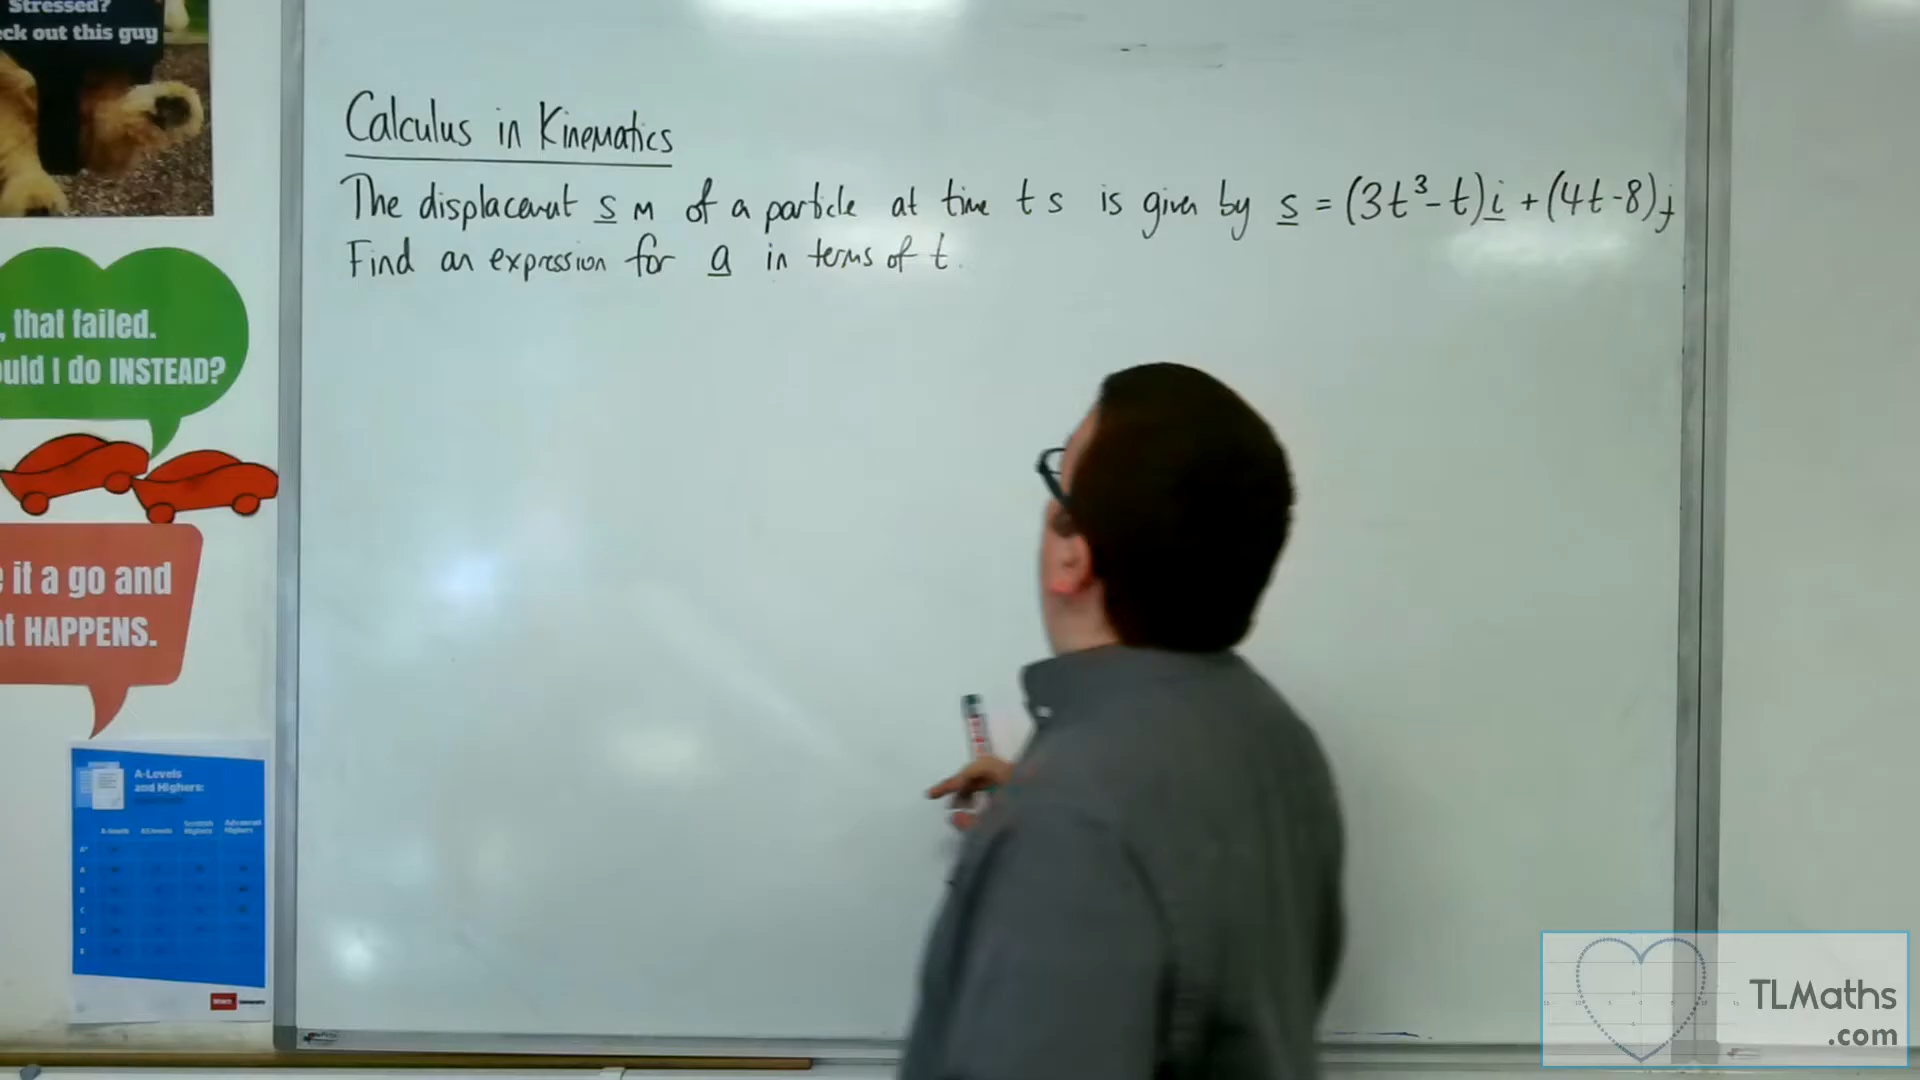 Stressed?
ck out this guy
Calculus in Kinematics
The displacement s m of a particle at time t s is given by s = (3t³-t)i + (4t-8)j
Find an expression for a in terms of t.
, that failed.
ould I do INSTEAD?
e it a go and
at HAPPENS.
A-Levels
and Highers:
TLMaths
.com